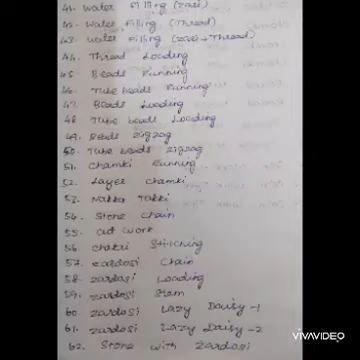 41. Water Filling (Zari)
42. Water Filling (Thread)
43. Water Filling (Zari + Thread)
44. Thread Loading
45. Beads Running
46. Tube beads Running
47. Beads Loading
48. Tube beads Loading
49. Beads zigzag
50. Tube beads zigzag
51. Chamki Running
52. Layer Chamki
53. Nakka Takki
54. Stone Chain
55. Cut Work
56. Chakri Stitching
57. Zardosi Chain
58. Zardosi Loading
59. Zardosi Stem
60. Zardosi Lazy Daisy - 1
61. Zardosi Lazy Daisy - 2
62. Stone with Zardosi
VIVAVIDEO